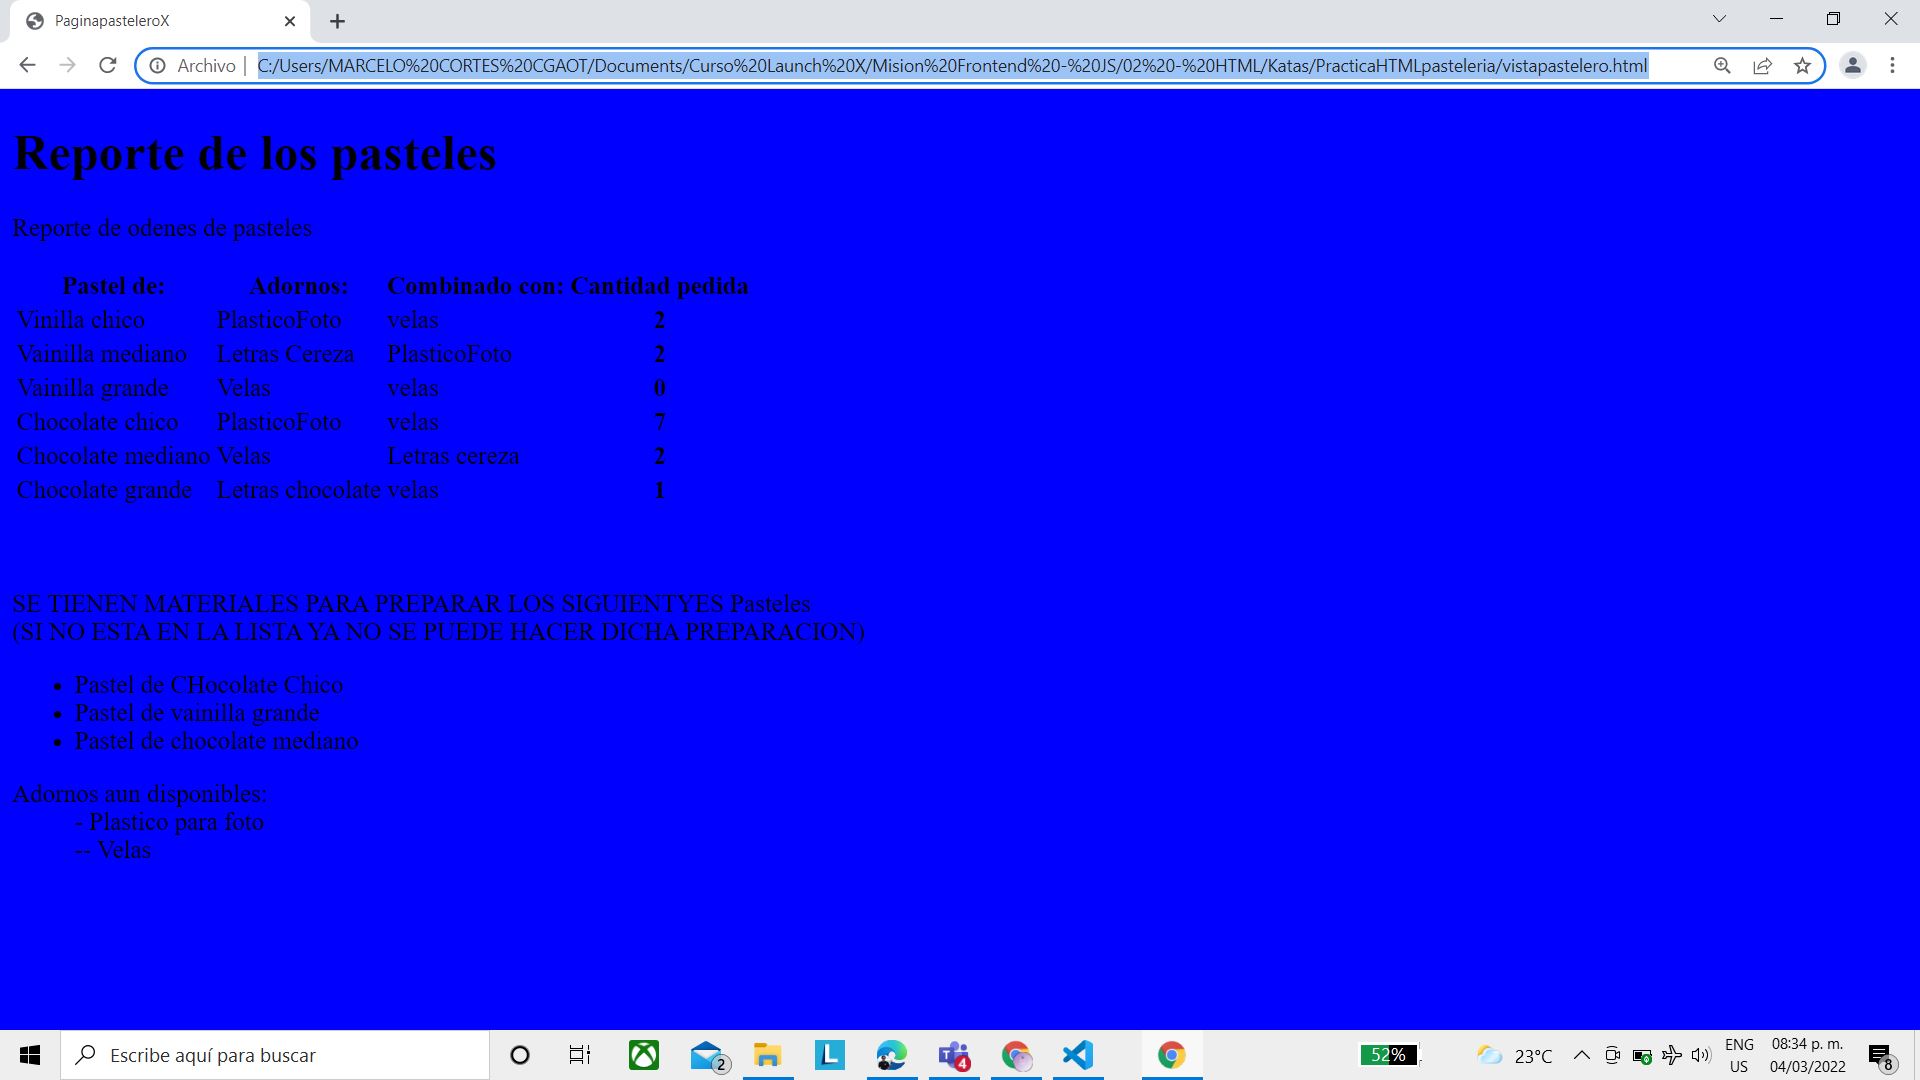 PaginapasteleroX
Archivo | C:/Users/MARCELO%20CORTES%20CGAOT/Documents/Curso%20Launch%20X/Mision%20Frontend%20-%20JS/02%20-%20HTML/Katas/PracticaHTMLpasteleria/vistapastelero.html
Reporte de los pasteles
Reporte de odenes de pasteles
Pastel de: Adornos: Combinado con: Cantidad pedida
Vinilla chico PlasticoFoto velas 2
Vainilla mediano Letras Cereza PlasticoFoto 2
Vainilla grande Velas velas 0
Chocolate chico PlasticoFoto velas 7
Chocolate mediano Velas Letras cereza 2
Chocolate grande Letras chocolate velas 1
SE TIENEN MATERIALES PARA PREPARAR LOS SIGUIENTYES Pasteles
(SI NO ESTA EN LA LISTA YA NO SE PUEDE HACER DICHA PREPARACION)
• Pastel de CHocolate Chico
• Pastel de vainilla grande
• Pastel de chocolate mediano
Adornos aun disponibles:
- Plastico para foto
-- Velas
Escribe aquí para buscar
2
L
4
52%
23°C
ENG
US
08:34 p. m.
04/03/2022
8